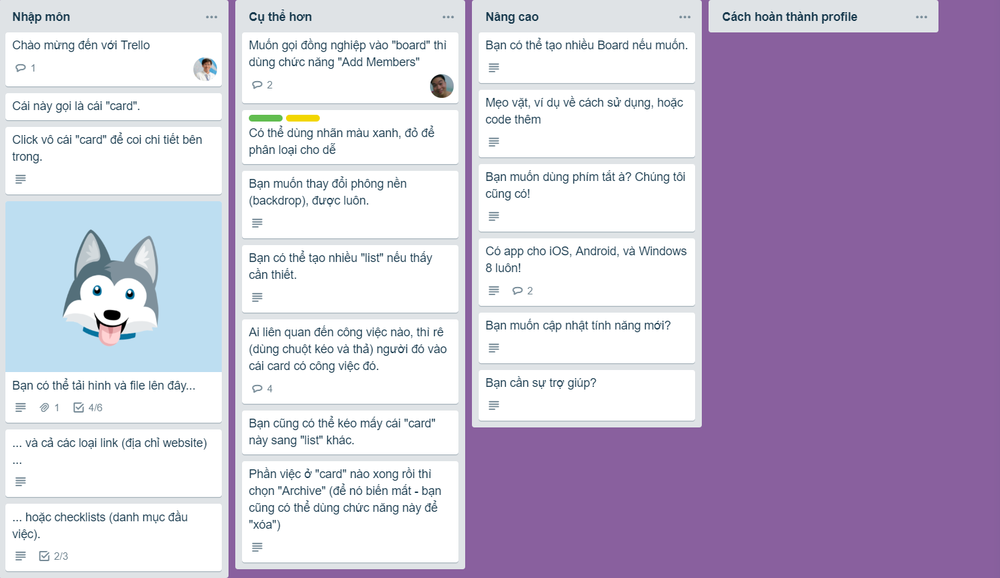 Nhập môn
Chào mừng đến với Trello
1
Cái này gọi là cái "card".
Click vô cái "card" để coi chi tiết bên
trong.
Bạn có thể tải hình và file lên đây...
1 4/6
... và cả các loại link (địa chỉ website)
...
... hoặc checklists (danh mục đầu
việc).
2/3
Cụ thể hơn
Muốn gọi đồng nghiệp vào "board" thì
dùng chức năng "Add Members"
2
Có thể dùng nhãn màu xanh, đỏ để
phân loại cho dễ
Bạn muốn thay đổi phông nền
(backdrop), được luôn.
Bạn có thể tạo nhiều "list" nếu thấy
cần thiết.
Ai liên quan đến công việc nào, thì rê
(dùng chuột kéo và thả) người đó vào
cái card có công việc đó.
4
Bạn cũng có thể kéo mấy cái "card"
này sang "list" khác.
Phần việc ở "card" nào xong rồi thì
chọn "Archive" (để nó biến mất - bạn
cũng có thể dùng chức năng này để
"xóa")
Nâng cao
Bạn có thể tạo nhiều Board nếu muốn.
Mẹo vặt, ví dụ về cách sử dụng, hoặc
code thêm
Bạn muốn dùng phím tắt à? Chúng tôi
cũng có!
Có app cho iOS, Android, và Windows
8 luôn!
2
Bạn muốn cập nhật tính năng mới?
Bạn cần sự trợ giúp?
Cách hoàn thành profile